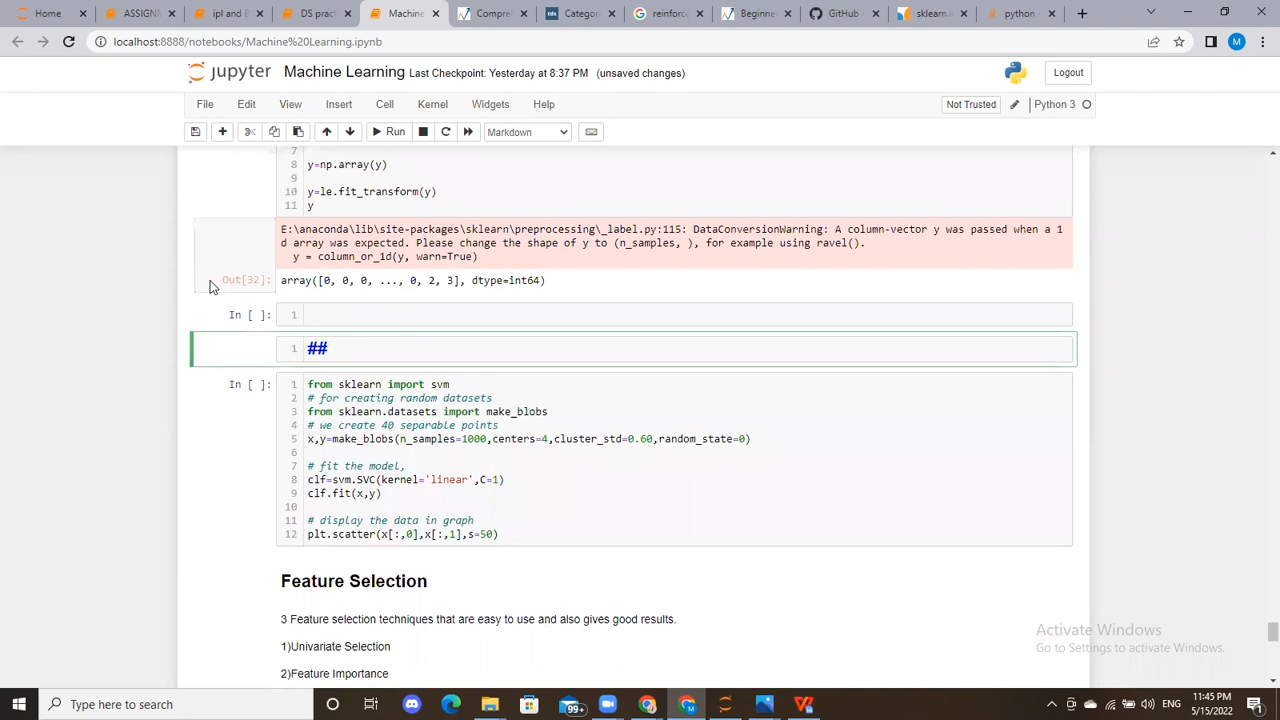 Home
ASSIGNM
ipl and B
DS pract
Machine
Compre
tds
Categor
reinforc
Beginne
GitHub -
sklearn.i
python -
localhost:8888/notebooks/Machine%20Learning.ipynb
M
jupyter Machine Learning Last Checkpoint: Yesterday at 8:37 PM (unsaved changes)
Logout
File Edit View Insert Cell Kernel Widgets Help
Not Trusted
Python 3
Run
Markdown
7
8 y=np.array(y)
9
10 y=le.fit_transform(y)
11 y
E:\anaconda\lib\site-packages\sklearn\preprocessing\_label.py:115: DataConversionWarning: A column-vector y was passed when a 1
d array was expected. Please change the shape of y to (n_samples, ), for example using ravel().
y = column_or_1d(y, warn=True)
Out[32]: array([0, 0, 0, ..., 0, 2, 3], dtype=int64)
In [ ]: 1
1 ##
In [ ]: 1 from sklearn import svm
2 # for creating random datasets
3 from sklearn.datasets import make_blobs
4 # we create 40 separable points
5 x,y=make_blobs(n_samples=1000,centers=4,cluster_std=0.60,random_state=0)
6
7 # fit the model,
8 clf=svm.SVC(kernel='linear',C=1)
9 clf.fit(x,y)
10
11 # display the data in graph
12 plt.scatter(x[:,0],x[:,1],s=50)
Feature Selection
3 Feature selection techniques that are easy to use and also gives good results.
1)Univariate Selection
2)Feature Importance
Activate Windows
Go to Settings to activate Windows.
Type here to search
99+
M
ENG
11:45 PM
5/15/2022
1